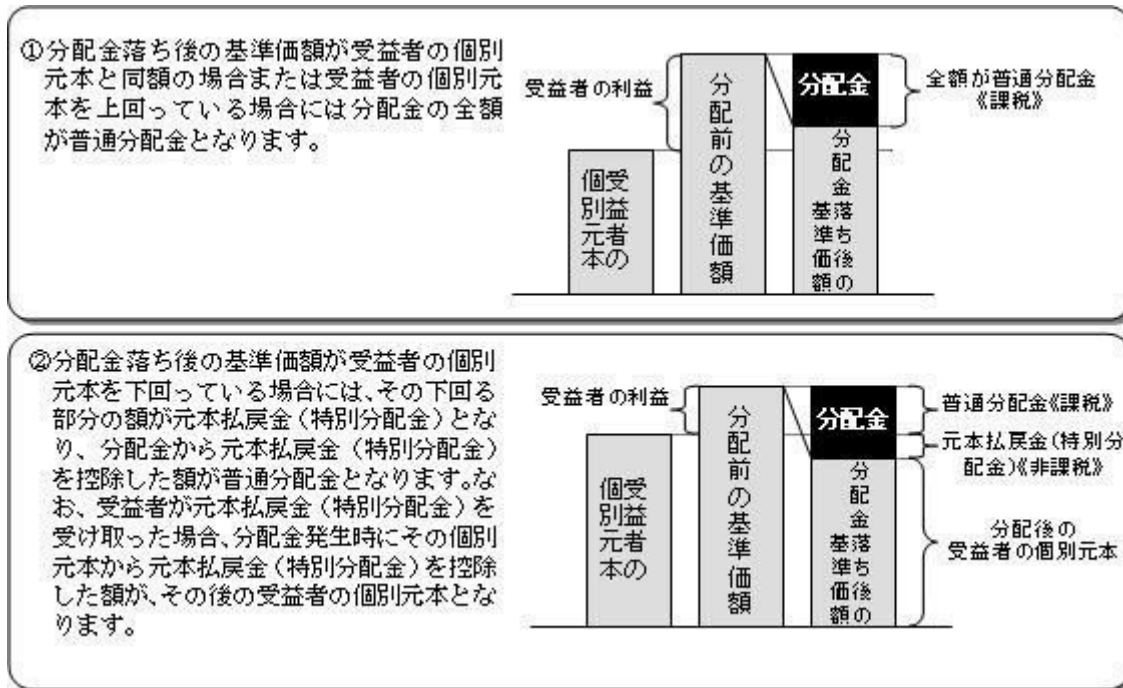 ①分配金落ち後の基準価額が受益者の個別
元本と同額の場合または受益者の個別元
本を上回っている場合には分配金の全額
が普通分配金となります。
受益者の利益
受益者の
個別元本
分配前の基準価額
分配金
分配金落ち後の
基準価額
全額が普通分配金
《課税》
②分配金落ち後の基準価額が受益者の個別
元本を下回っている場合には、その下回る
部分の額が元本払戻金（特別分配金）とな
り、分配金から元本払戻金（特別分配金）
を控除した額が普通分配金となります。な
お、受益者が元本払戻金（特別分配金）を
受け取った場合、分配金発生時にその個別
元本から元本払戻金（特別分配金）を控除
した額が、その後の受益者の個別元本とな
ります。
受益者の利益
受益者の
個別元本
分配前の基準価額
分配金
分配金落ち後の
基準価額
普通分配金《課税》
元本払戻金（特別分
配金）《非課税》
分配後の
受益者の個別元本